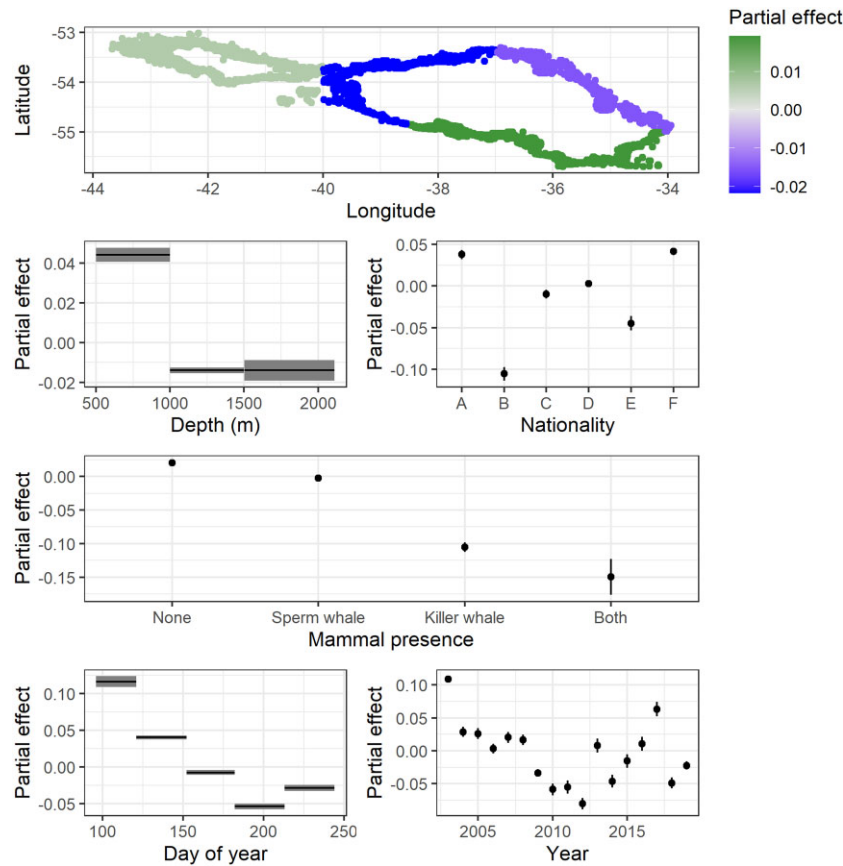 Partial effect
0.01
0.00
-0.01
-0.02
Latitude
-53
-54
-55
-44 -42 -40 -38 -36 -34
Longitude
Partial effect
0.04
0.02
0.00
-0.02
500 1000 1500 2000
Depth (m)
Partial effect
0.05
0.00
-0.05
-0.10
A B C D E F
Nationality
Partial effect
0.00
-0.05
-0.10
-0.15
None Sperm whale Killer whale Both
Mammal presence
Partial effect
0.10
0.05
0.00
-0.05
100 150 200 250
Day of year
Partial effect
0.10
0.05
0.00
-0.05
2005 2010 2015
Year